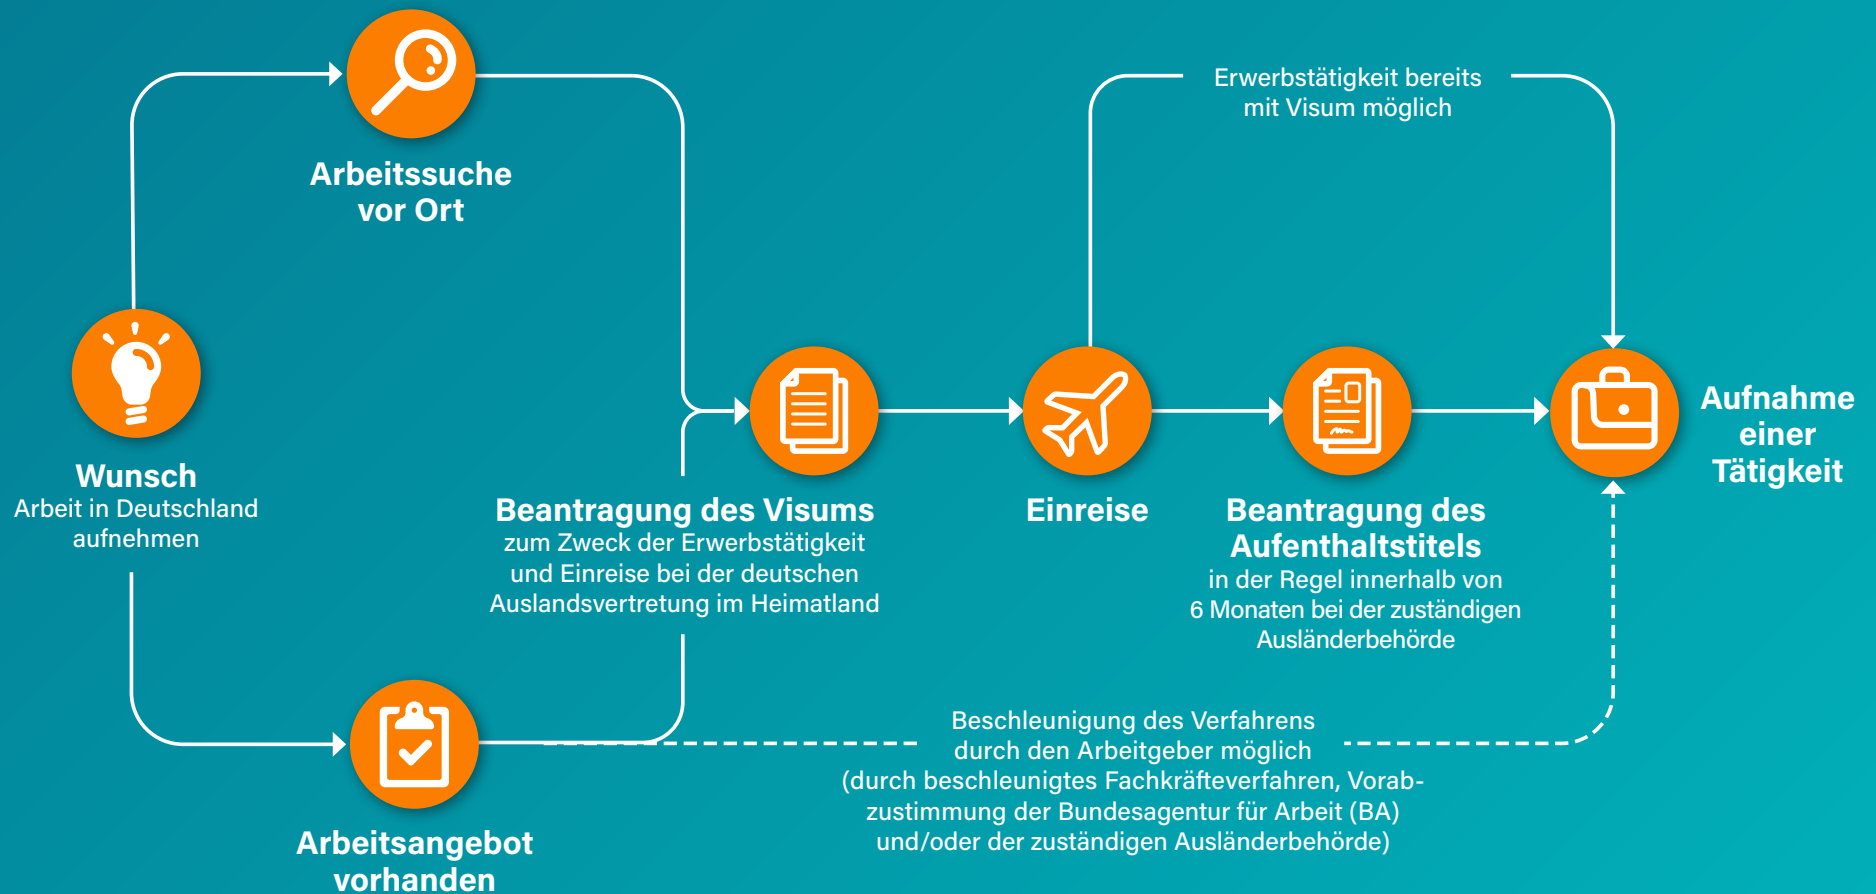 Arbeitssuche
vor Ort
Erwerbstätigkeit bereits
mit Visum möglich
Wunsch
Arbeit in Deutschland
aufnehmen
Beantragung des Visums
zum Zweck der Erwerbstätigkeit
und Einreise bei der deutschen
Auslandsvertretung im Heimatland
Einreise
Beantragung des
Aufenthaltstitels
in der Regel innerhalb von
6 Monaten bei der zuständigen
Ausländerbehörde
Aufnahme
einer
Tätigkeit
Arbeitsangebot
vorhanden
Beschleunigung des Verfahrens
durch den Arbeitgeber möglich
(durch beschleunigtes Fachkräfteverfahren, Vorab-
zustimmung der Bundesagentur für Arbeit (BA)
und/oder der zuständigen Ausländerbehörde)